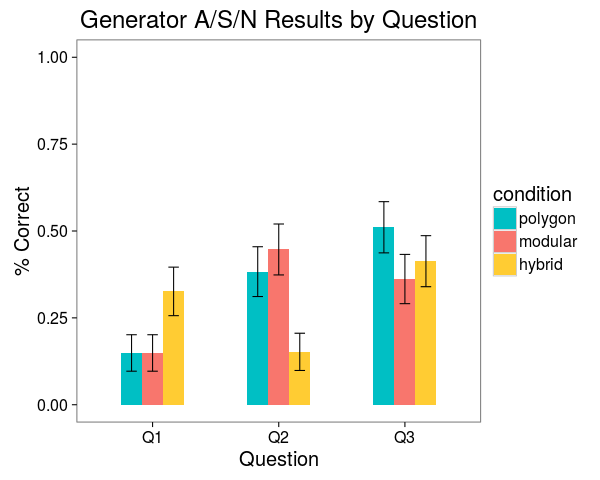 Generator A/S/N Results by Question
1.00
0.75
0.50
0.25
0.00
% Correct
Q1 Q2 Q3
Question
condition
polygon
modular
hybrid